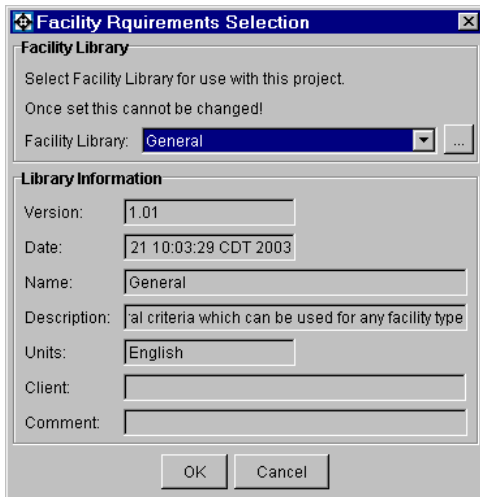 Facility Rquirements Selection
Facility Library
Select Facility Library for use with this project.
Once set this cannot be changed!
Facility Library: General ...
Library Information
Version: 1.01
Date: 21 10:03:29 CDT 2003
Name: General
Description: ral criteria which can be used for any facility type
Units: English
Client:
Comment:
OK Cancel